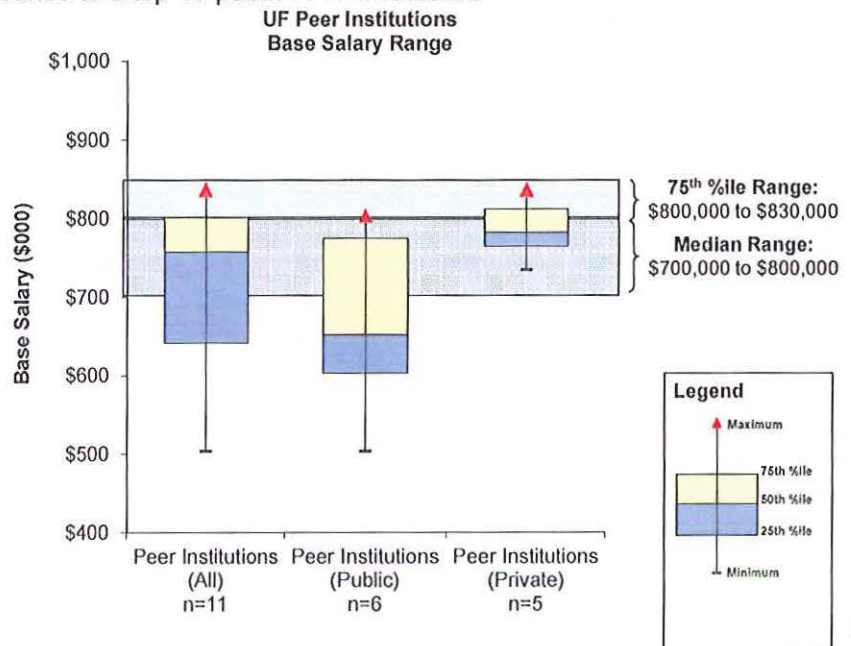 UF Peer Institutions
Base Salary Range
$1,000
$900
$800
$700
$600
$500
$400
Base Salary ($000)
75th %ile Range:
$800,000 to $830,000
Median Range:
$700,000 to $800,000
Peer Institutions
(All)
n=11
Peer Institutions
(Public)
n=6
Peer Institutions
(Private)
n=5
Legend
Maximum
75th %ile
50th %ile
25th %ile
Minimum